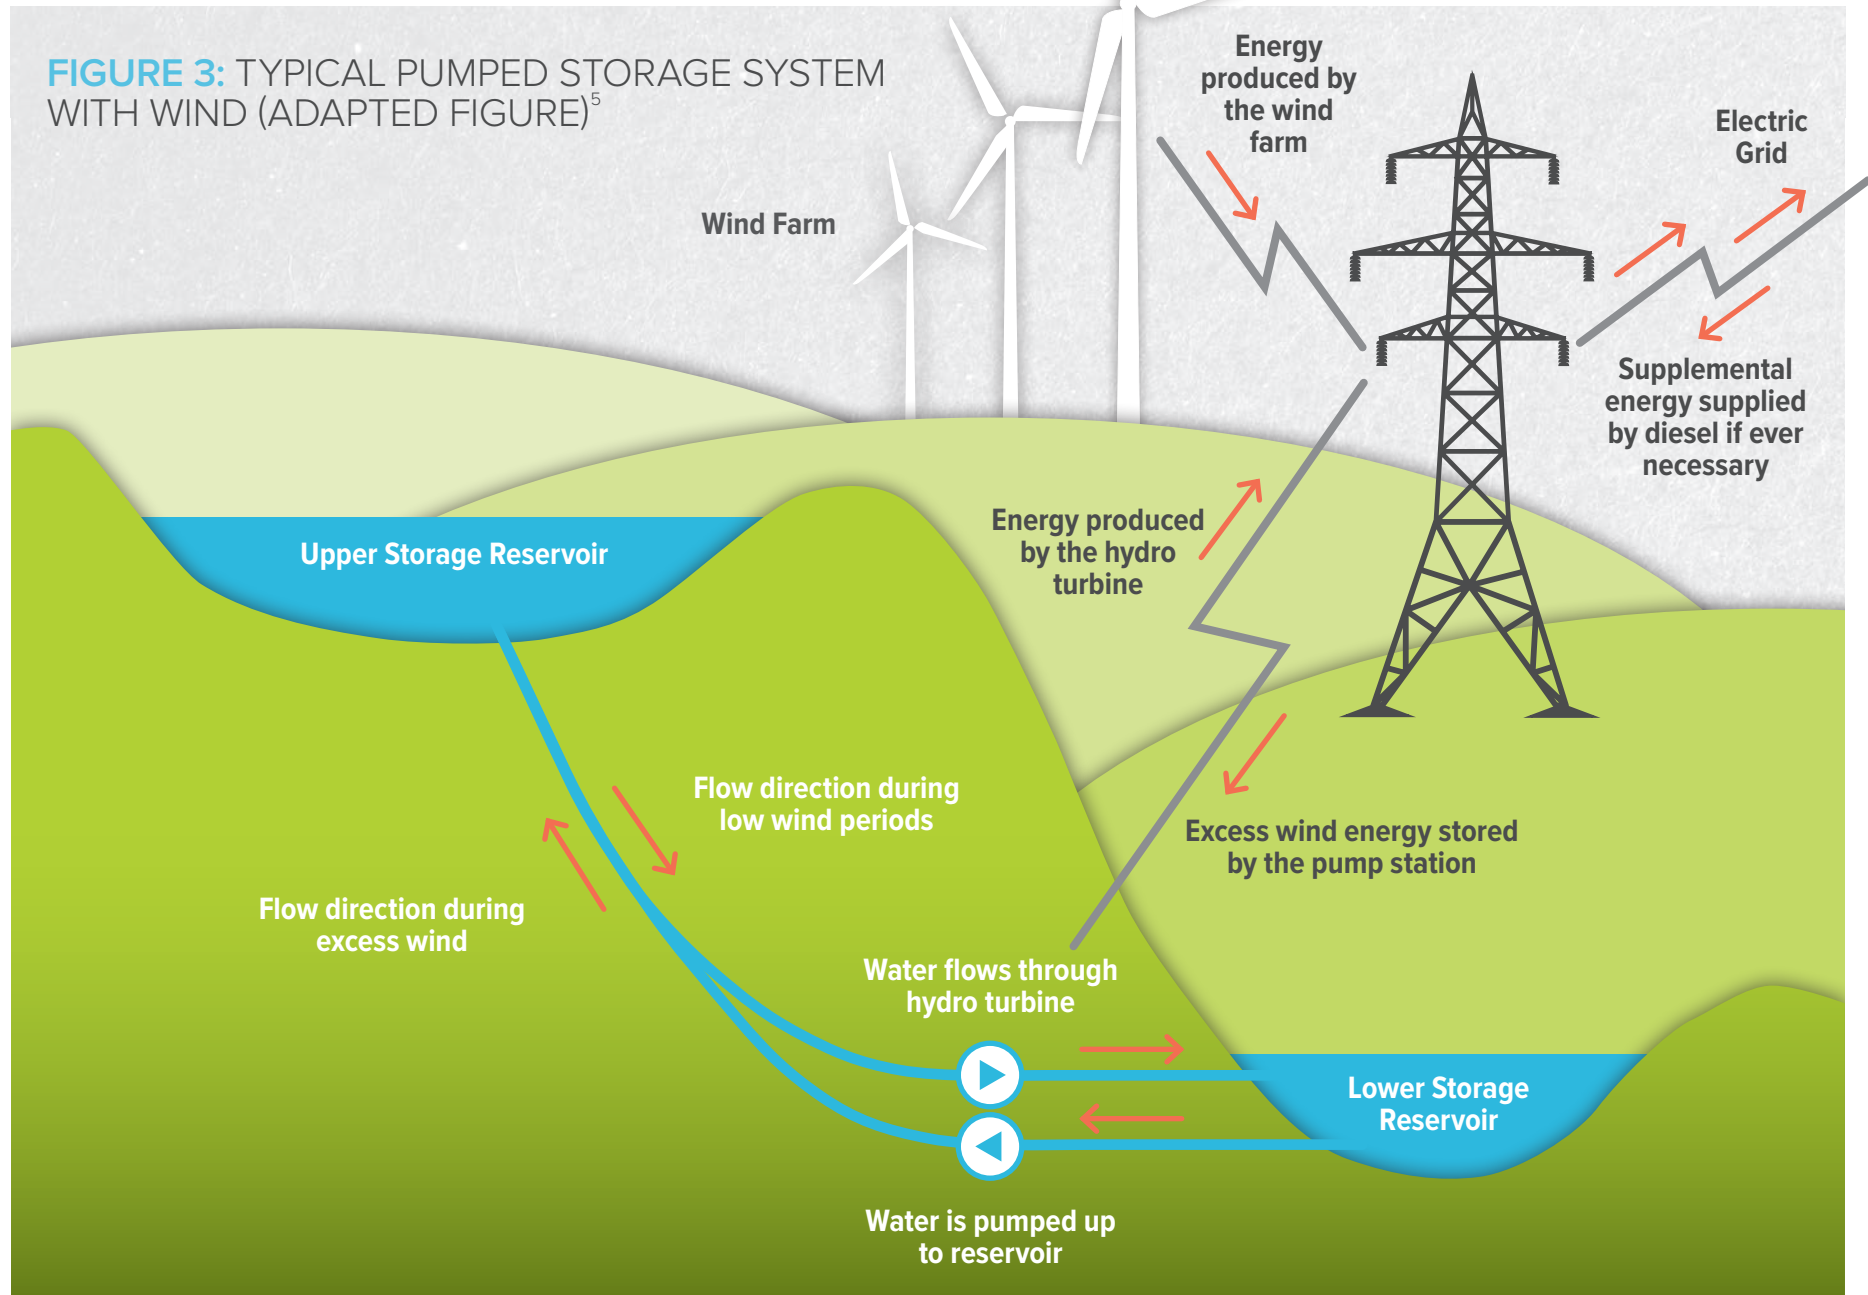 FIGURE 3: TYPICAL PUMPED STORAGE SYSTEM
WITH WIND (ADAPTED FIGURE)5
Energy
produced by
the wind
farm
Electric
Grid
Wind Farm
Supplemental
energy supplied
by diesel if ever
necessary
Upper Storage Reservoir
Energy produced
by the hydro
turbine
Flow direction during
low wind periods
Excess wind energy stored
by the pump station
Flow direction during
excess wind
Water flows through
hydro turbine
Lower Storage
Reservoir
Water is pumped up
to reservoir